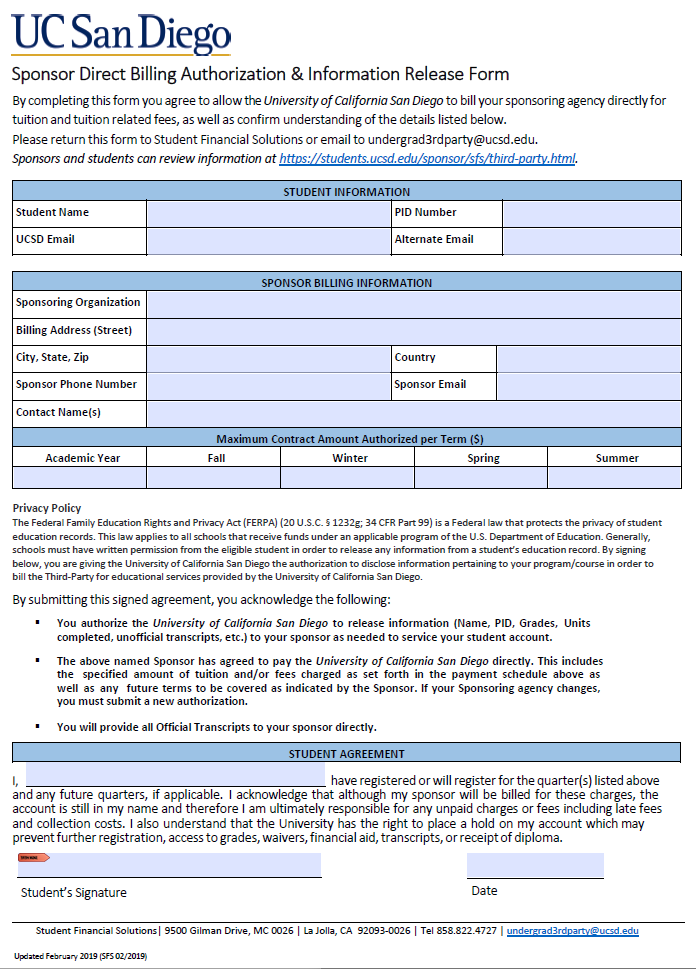 UC San Diego
Sponsor Direct Billing Authorization & Information Release Form
By completing this form you agree to allow the University of California San Diego to bill your sponsoring agency directly for
tuition and tuition related fees, as well as confirm understanding of the details listed below.
Please return this form to Student Financial Solutions or email to undergrad3rdparty@ucsd.edu.
Sponsors and students can review information at https://students.ucsd.edu/sponsor/sfs/third-party.html.
STUDENT INFORMATION
Student Name PID Number
UCSD Email Alternate Email
SPONSOR BILLING INFORMATION
Sponsoring Organization
Billing Address (Street)
City, State, Zip Country
Sponsor Phone Number Sponsor Email
Contact Name(s)
Maximum Contract Amount Authorized per Term ($)
Academic Year Fall Winter Spring Summer
Privacy Policy
The Federal Family Education Rights and Privacy Act (FERPA) (20 U.S.C. § 1232g; 34 CFR Part 99) is a Federal law that protects the privacy of student
education records. This law applies to all schools that receive funds under an applicable program of the U.S. Department of Education. Generally,
schools must have written permission from the eligible student in order to release any information from a student's education record. By signing
below, you are giving the University of California San Diego the authorization to disclose information pertaining to your program/course in order to
bill the Third-Party for educational services provided by the University of California San Diego.
By submitting this signed agreement, you acknowledge the following:
▪ You authorize the University of California San Diego to release information (Name, PID, Grades, Units
completed, unofficial transcripts, etc.) to your sponsor as needed to service your student account.
▪ The above named Sponsor has agreed to pay the University of California San Diego directly. This includes
the specified amount of tuition and/or fees charged as set forth in the payment schedule above as
well as any future terms to be covered as indicated by the Sponsor. If your Sponsoring agency changes,
you must submit a new authorization.
▪ You will provide all Official Transcripts to your sponsor directly.
STUDENT AGREEMENT
I, have registered or will register for the quarter(s) listed above
and any future quarters, if applicable. I acknowledge that although my sponsor will be billed for these charges, the
account is still in my name and therefore I am ultimately responsible for any unpaid charges or fees including late fees
and collection costs. I also understand that the University has the right to place a hold on my account which may
prevent further registration, access to grades, waivers, financial aid, transcripts, or receipt of diploma.
Student's Signature Date
Student Financial Solutions| 9500 Gilman Drive, MC 0026 | La Jolla, CA 92093-0026 | Tel 858.822.4727 | undergrad3rdparty@ucsd.edu
Updated February 2019 (SFS 02/2019)